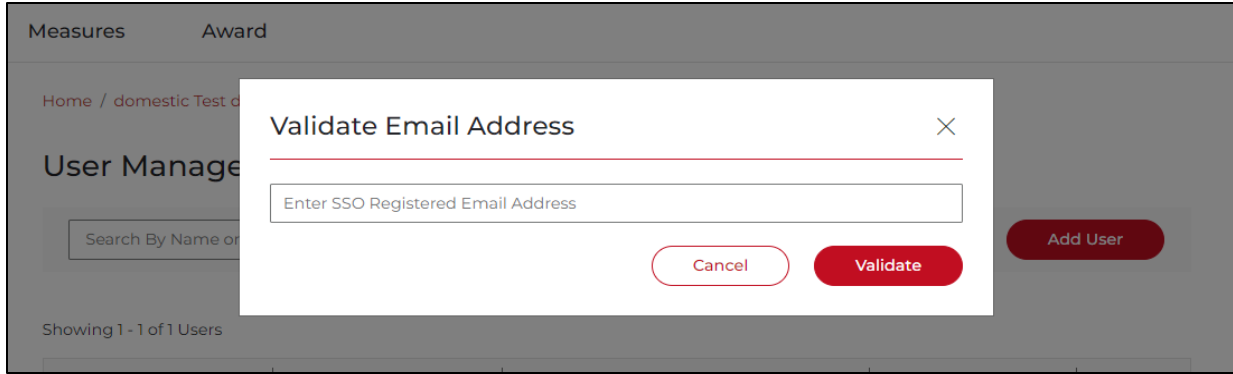 Measures Award
Home / domestic Test d
Validate Email Address
User Manage
Enter SSO Registered Email Address
Search By Name or
Add User
Cancel Validate
Showing 1 - 1 of 1 Users